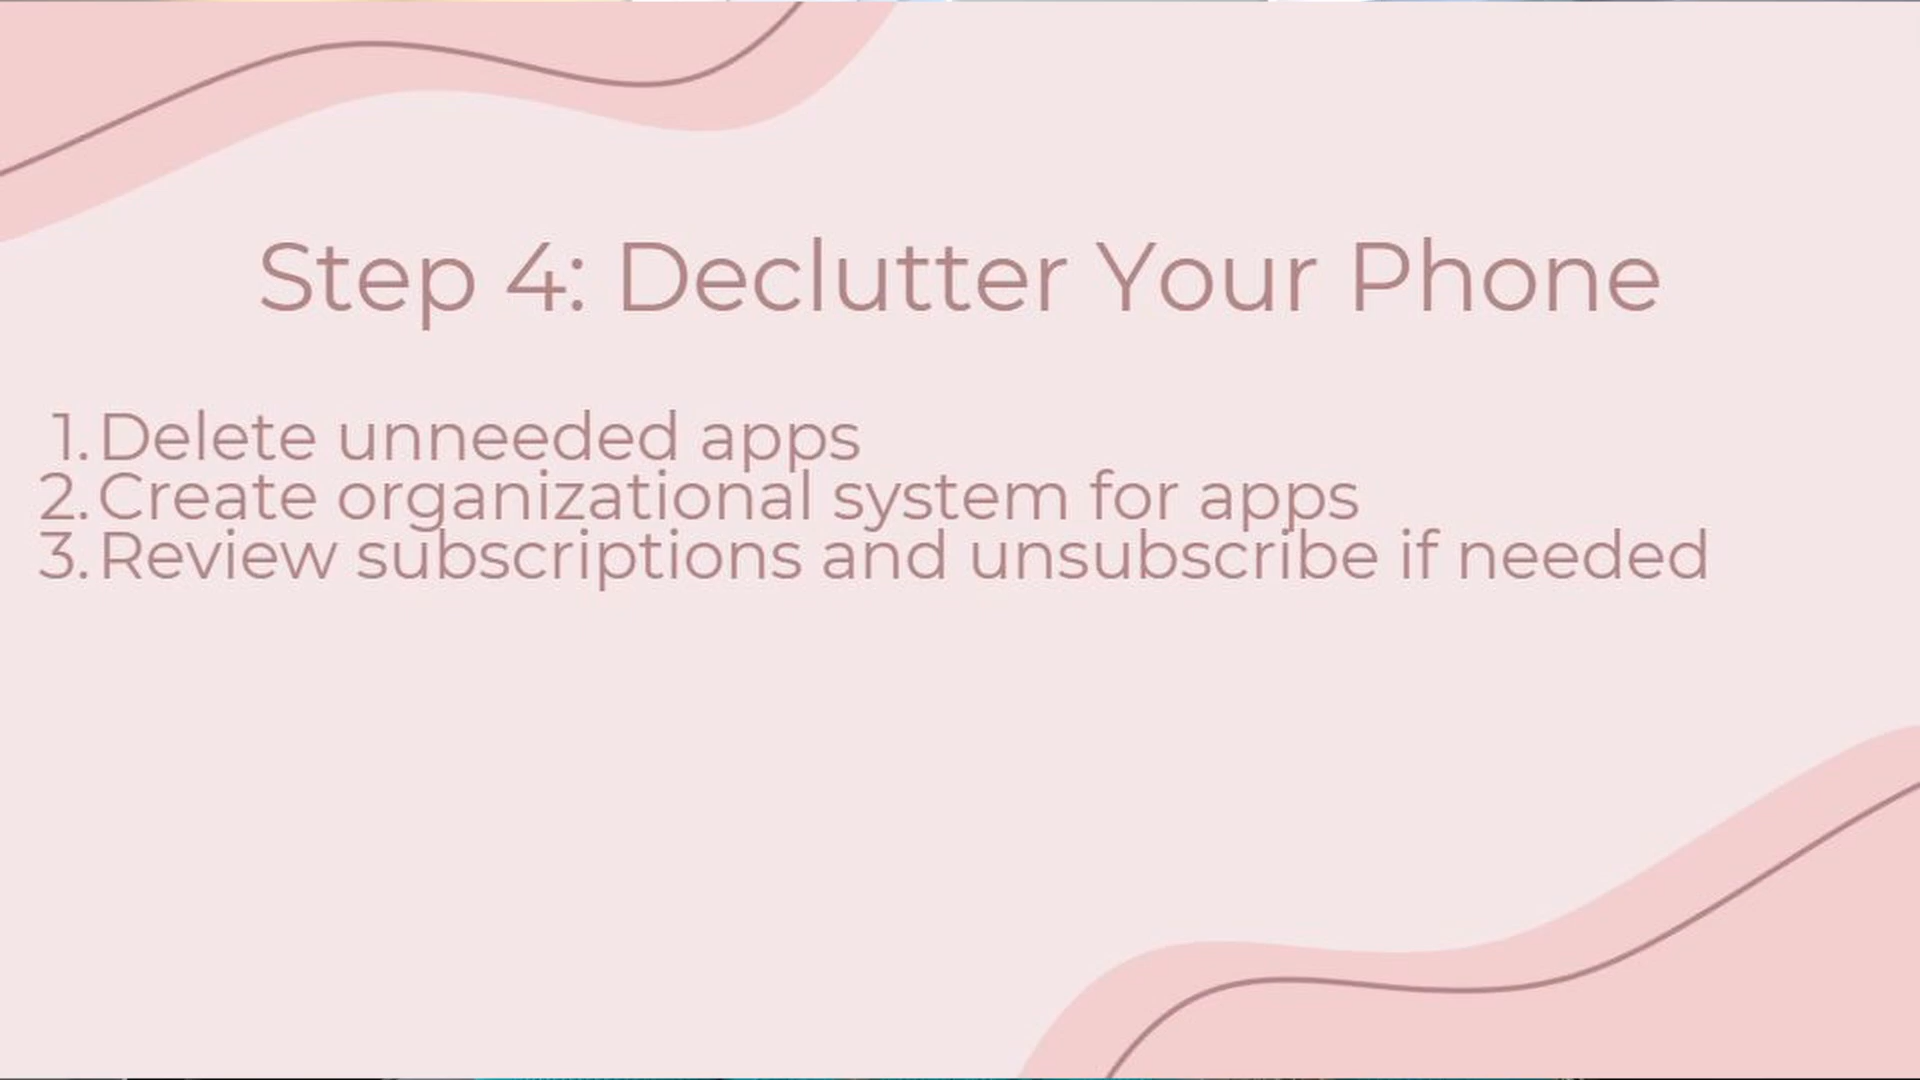 Step 4: Declutter Your Phone
1. Delete unneeded apps
2. Create organizational system for apps
3. Review subscriptions and unsubscribe if needed